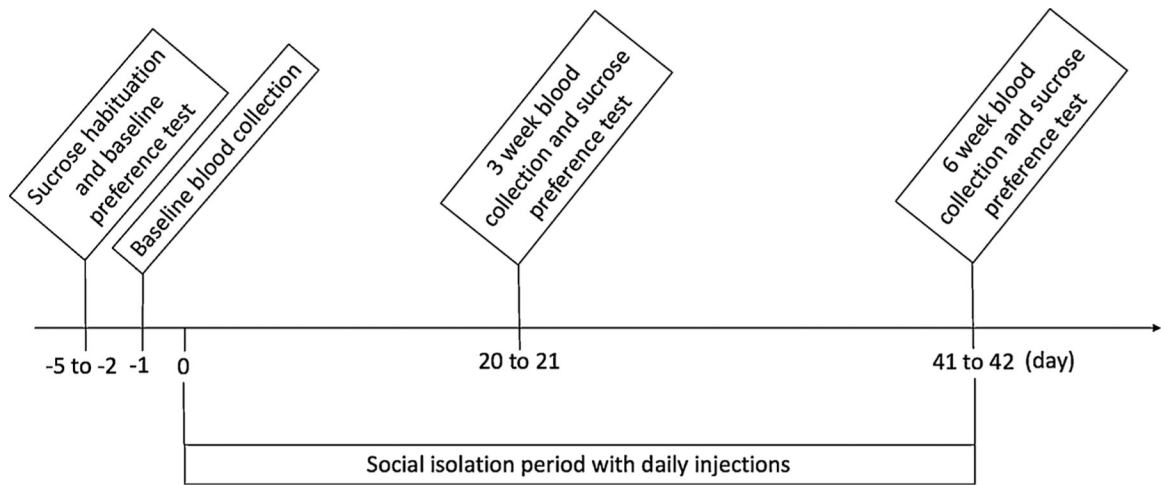 Sucrose habituation
and baseline
preference test
Baseline blood collection
3 week blood
collection and sucrose
preference test
6 week blood
collection and sucrose
preference test
-5 to -2 -1 0 20 to 21 41 to 42 (day)
Social isolation period with daily injections